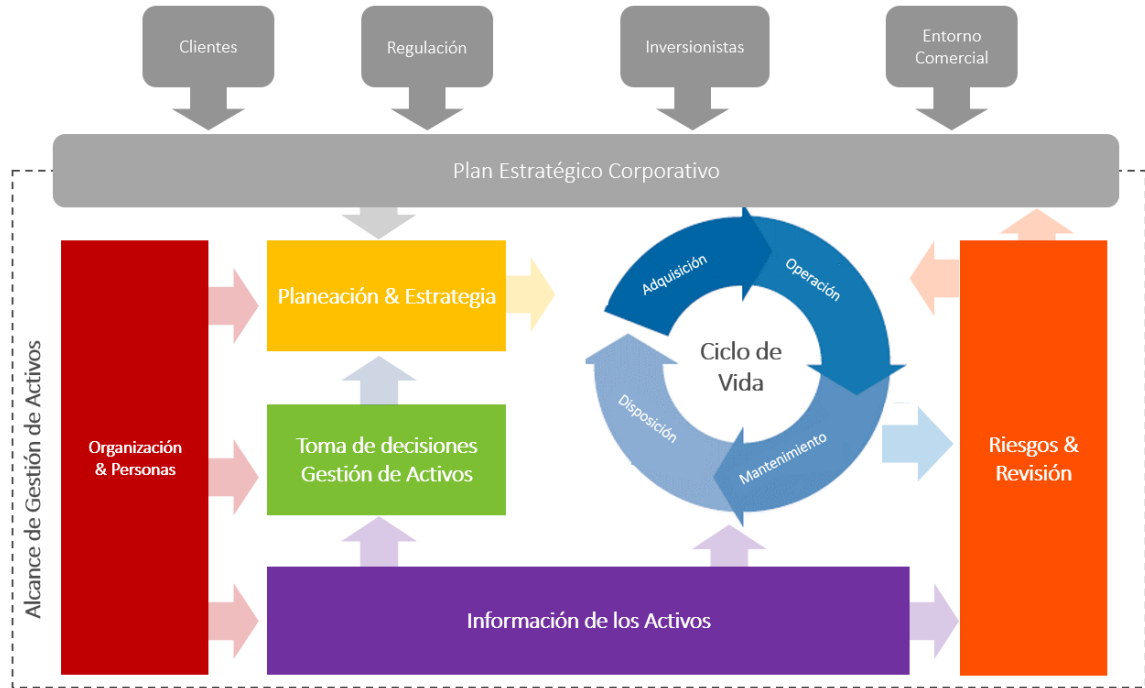 Clientes
Regulación
Inversionistas
Entorno
Comercial
Plan Estratégico Corporativo
Alcance de Gestión de Activos
Organización
& Personas
Planeación & Estrategia
Toma de decisiones
Gestión de Activos
Adquisición
Operación
Mantenimiento
Disposición
Ciclo de
Vida
Riesgos &
Revisión
Información de los Activos